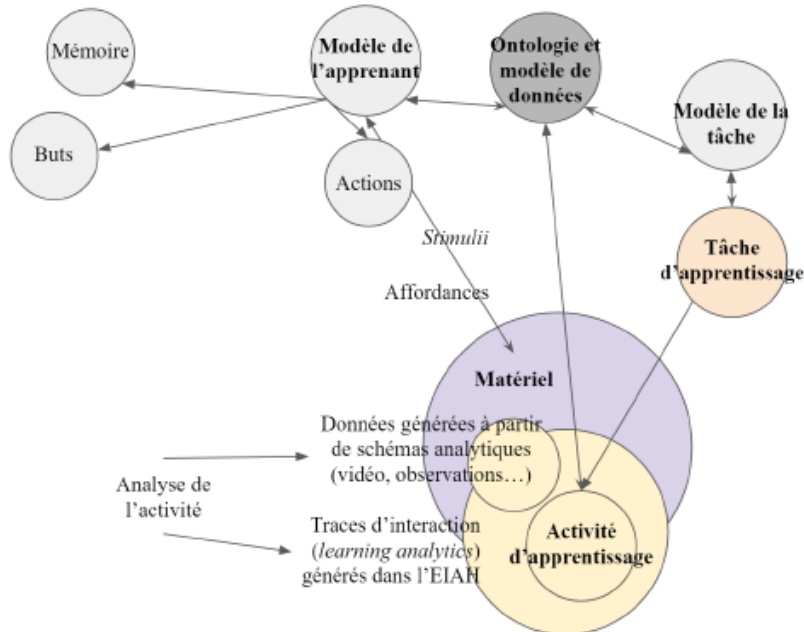 Mémoire
Modèle de
l'apprenant
Ontologie et
modèle de
données
Modèle de la
tâche
Buts
Actions
Stimulii
Tâche
d'apprentissage
Affordances
Matériel
Données générées à partir
de schémas analytiques
(vidéo, observations…)
Analyse de
l'activité
Traces d'interaction
(learning analytics)
générés dans l'EIAH
Activité
d'apprentissage